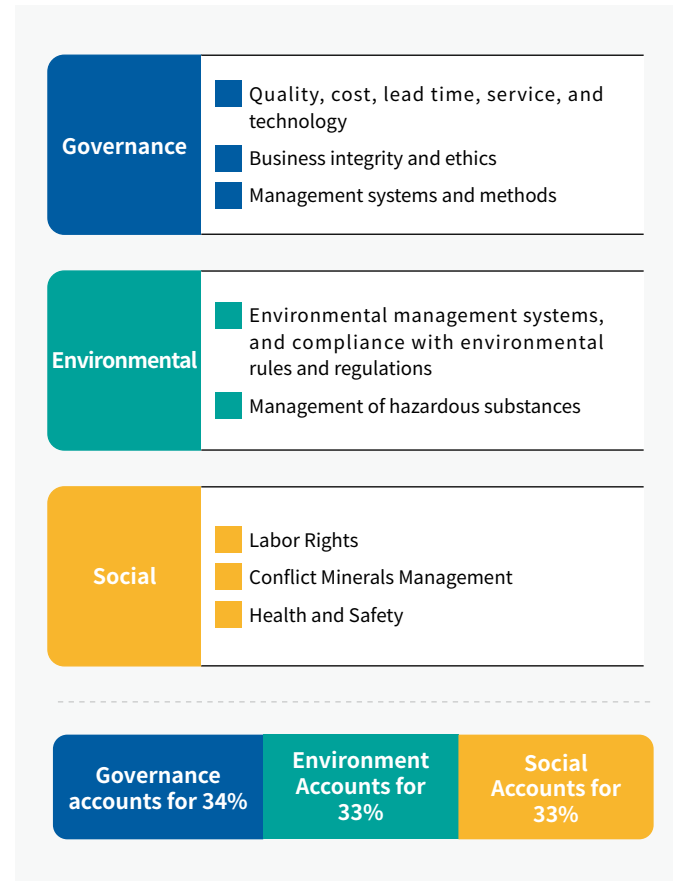 Governance
Quality, cost, lead time, service, and
technology
Business integrity and ethics
Management systems and methods
Environmental
Environmental management systems,
and compliance with environmental
rules and regulations
Management of hazardous substances
Social
Labor Rights
Conflict Minerals Management
Health and Safety
Governance
accounts for 34%
Environment
Accounts for
33%
Social
Accounts for
33%